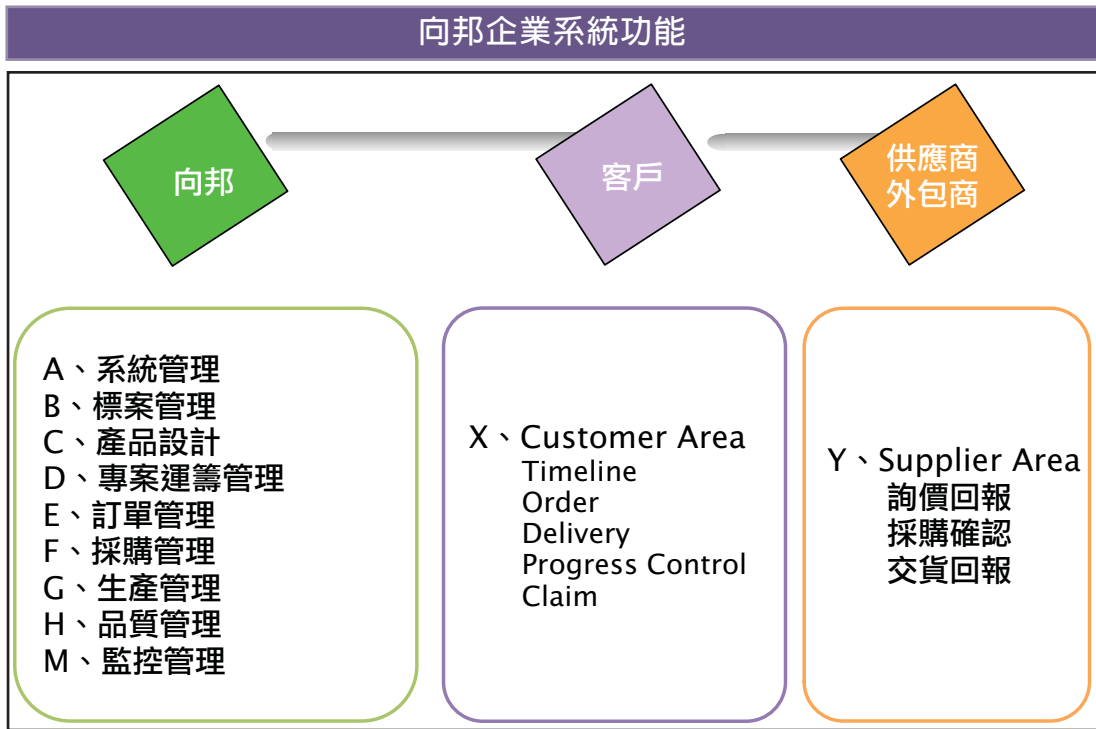 向邦企業系統功能
向邦
客戶
供應商
外包商
A、系統管理
B、標案管理
C、產品設計
D、專案運籌管理
E、訂單管理
F、採購管理
G、生產管理
H、品質管理
M、監控管理
X、Customer Area
Timeline
Order
Delivery
Progress Control
Claim
Y、Supplier Area
詢價回報
採購確認
交貨回報